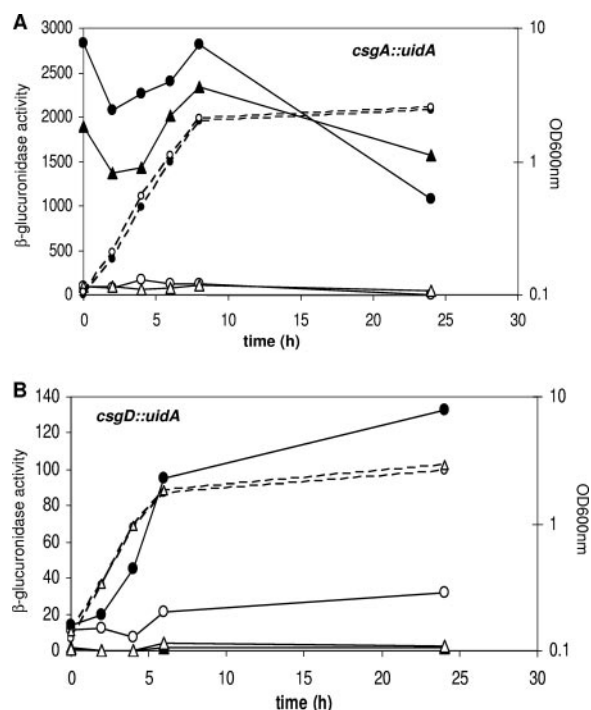 A
csgA::uidA
3000
2500
2000
1500
1000
500
0
β-glucuronidase activity
10
1
0.1
OD600nm
0 5 10 15 20 25 30
time (h)
B
csgD::uidA
140
120
100
80
60
40
20
0
β-glucuronidase activity
10
1
0.1
OD600nm
0 5 10 15 20 25 30
time (h)